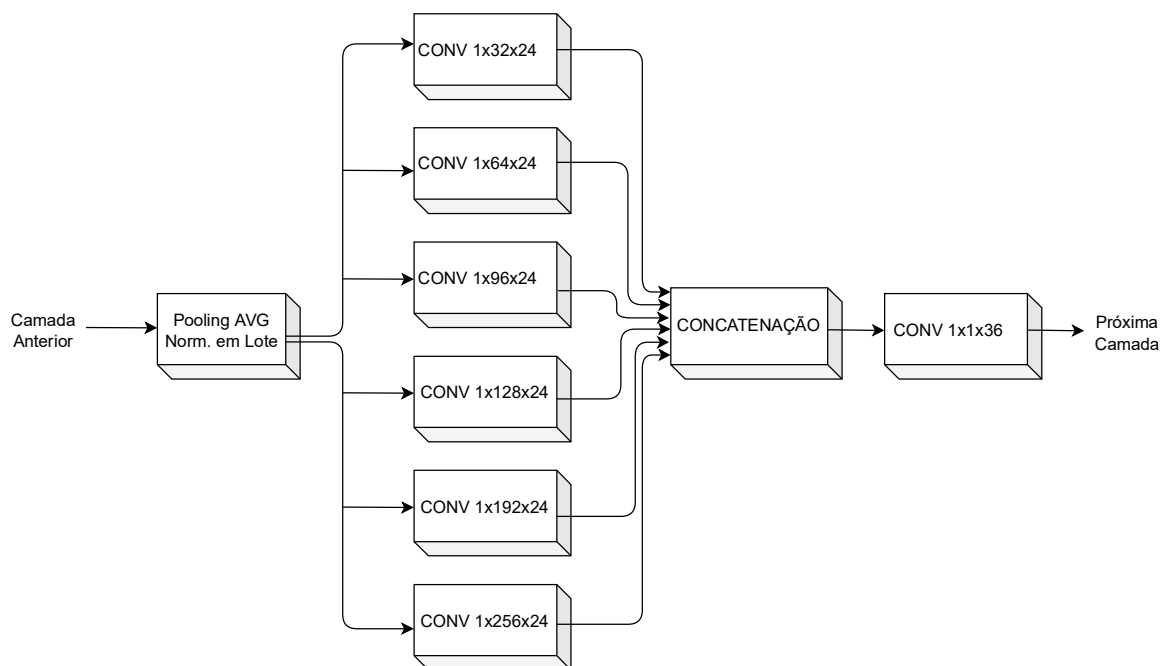 CONV 1x32x24
CONV 1x64x24
CONV 1x96x24
Camada
Anterior
Pooling AVG
Norm. em Lote
CONCATENAÇÃO
CONV 1x1x36
Próxima
Camada
CONV 1x128x24
CONV 1x192x24
CONV 1x256x24